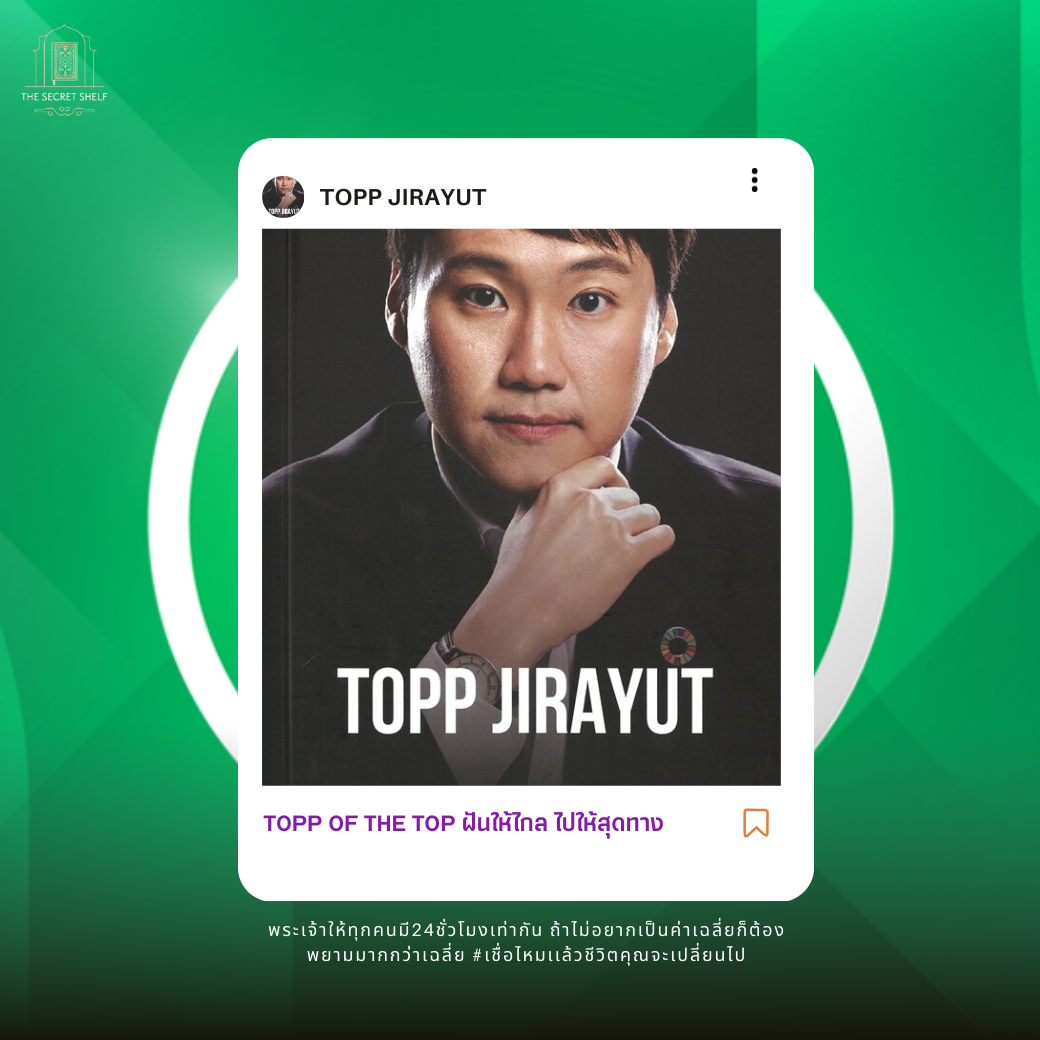 THE SECRET SHELF
TOPP JIRAYUT
TOPP JIRAYUT
TOPP JIRAYUT
TOPP OF THE TOP ฝันให้ไกล ไปให้สุดทาง
พระเจ้าให้ทุกคนมี24ชั่วโมงเท่ากัน ถ้าไม่อยากเป็นค่าเฉลี่ยก็ต้อง
พยามมากกว่าเฉลี่ย #เชื่อไหมแล้วชีวิตคุณจะเปลี่ยนไป